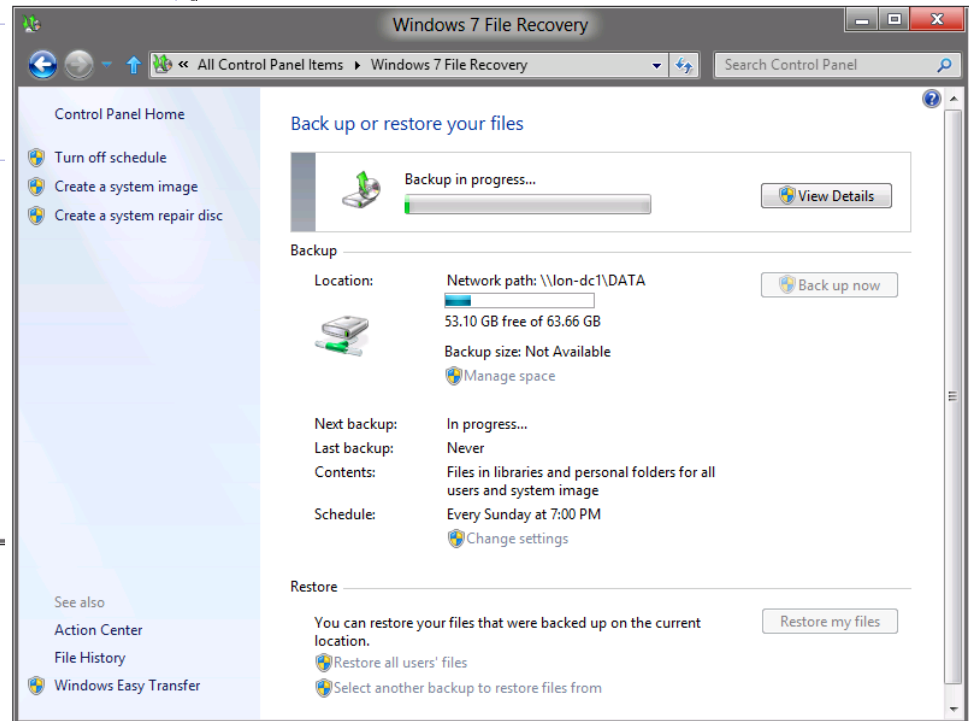 Windows 7 File Recovery
« All Control Panel Items ▸ Windows 7 File Recovery
Search Control Panel
Control Panel Home
Turn off schedule
Create a system image
Create a system repair disc
Back up or restore your files
Backup in progress...
View Details
Backup
Location:
Network path: \\lon-dc1\DATA
Back up now
53.10 GB free of 63.66 GB
Backup size: Not Available
Manage space
Next backup:
In progress...
Last backup:
Never
Contents:
Files in libraries and personal folders for all
users and system image
Schedule:
Every Sunday at 7:00 PM
Change settings
Restore
You can restore your files that were backed up on the current
location.
Restore my files
Restore all users' files
Select another backup to restore files from
See also
Action Center
File History
Windows Easy Transfer